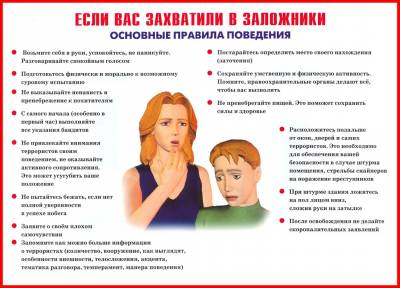 ЕСЛИ ВАС ЗАХВАТИЛИ В ЗАЛОЖНИКИ
ОСНОВНЫЕ ПРАВИЛА ПОВЕДЕНИЯ
Возьмите себя в руки, успокойтесь, не паникуйте.
Разговаривайте спокойным голосом
Подготовьтесь физически и морально к возможному
суровому испытанию
Не выказывайте ненависть и
пренебрежение к похитителям
С самого начала (особенно в
первый час) выполняйте
все указания бандитов
Не привлекайте внимания
террористов своим
поведением, не оказывайте
активного сопротивления.
Это может усугубить ваше
положение
Не пытайтесь бежать, если нет
полной уверенности
в успехе побега
Заявите о своём плохом
самочувствии
Запомните как можно больше информации
о террористах (количество, вооружение, как выглядят,
особенности внешности, телосложения, акцента,
тематика разговора, темперамент, манера поведения)
Постарайтесь определить место своего нахождения
(заточения)
Сохраняйте умственную и физическую активность.
Помните, правоохранительные органы делают всё,
чтобы вас вызволить
Не пренебрегайте пищей. Это поможет сохранить
силы и здоровье
Расположитесь подальше
от окон, дверей и самих
террористов. Это необходимо
для обеспечения вашей
безопасности в случае штурма
помещения, стрельбы снайперов
на поражение преступников
При штурме здания ложитесь
на пол лицом вниз,
сложив руки на затылке
После освобождения не делайте
скоропалительных заявлений